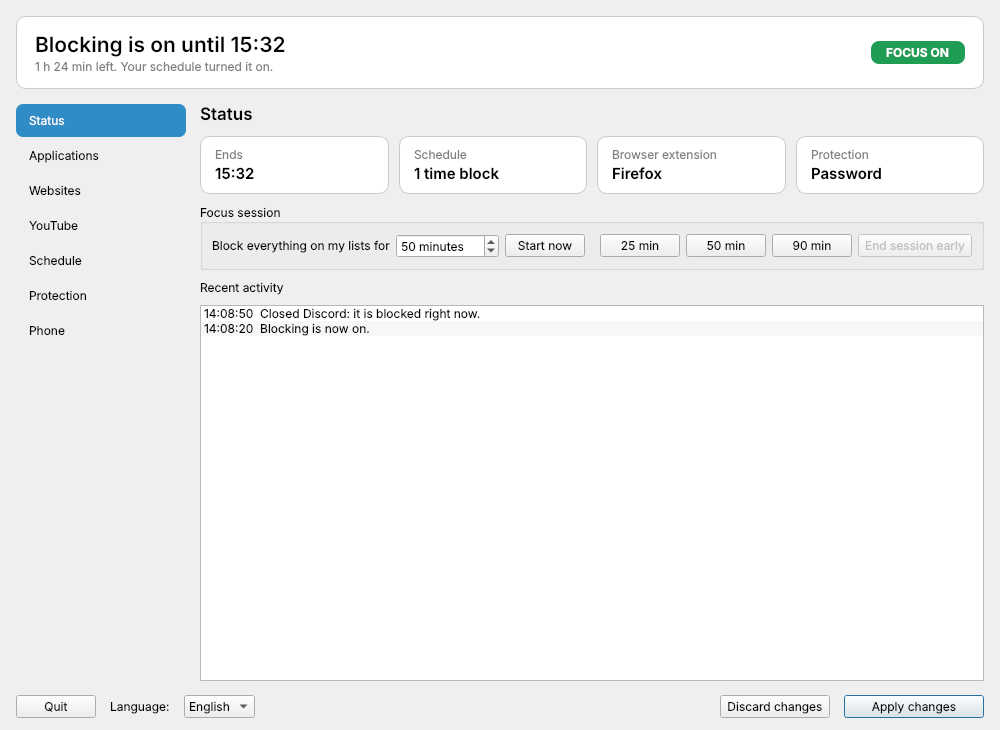 Blocking is on until 15:32
1 h 24 min left. Your schedule turned it on.
FOCUS ON
Status
Applications
Websites
YouTube
Schedule
Protection
Phone
Status
Ends
15:32
Schedule
1 time block
Browser extension
Firefox
Protection
Password
Focus session
Block everything on my lists for 50 minutes Start now 25 min 50 min 90 min End session early
Recent activity
14:08:50 Closed Discord: it is blocked right now.
14:08:20 Blocking is now on.
Quit Language: English Discard changes Apply changes